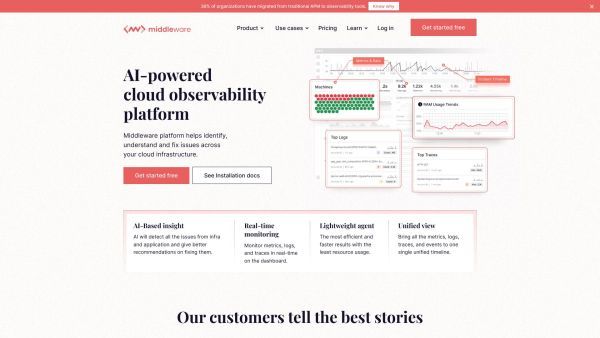 36% of organizations have migrated from traditional APM to observability tools. Know why
middleware Product Use cases Pricing Learn Log in Get started free
AI-powered
cloud observability
platform
Middleware platform helps identify,
understand and fix issues across
your cloud infrastructure.
Get started free See Installation docs
Metrics & Data
Incident Timeline
Machines
RAM Usage Trends
Top Logs
Top Traces
AI-Based insight
AI will detect all the issues from infra
and application and give better
recommendations on fixing them.
Real-time
monitoring
Monitor metrics, logs,
and traces in real-time
on the dashboard.
Lightweight agent
The most efficient and
faster results with the
least resource usage.
Unified view
Bring all the metrics, logs,
traces, and events to one
single unified timeline.
Our customers tell the best stories